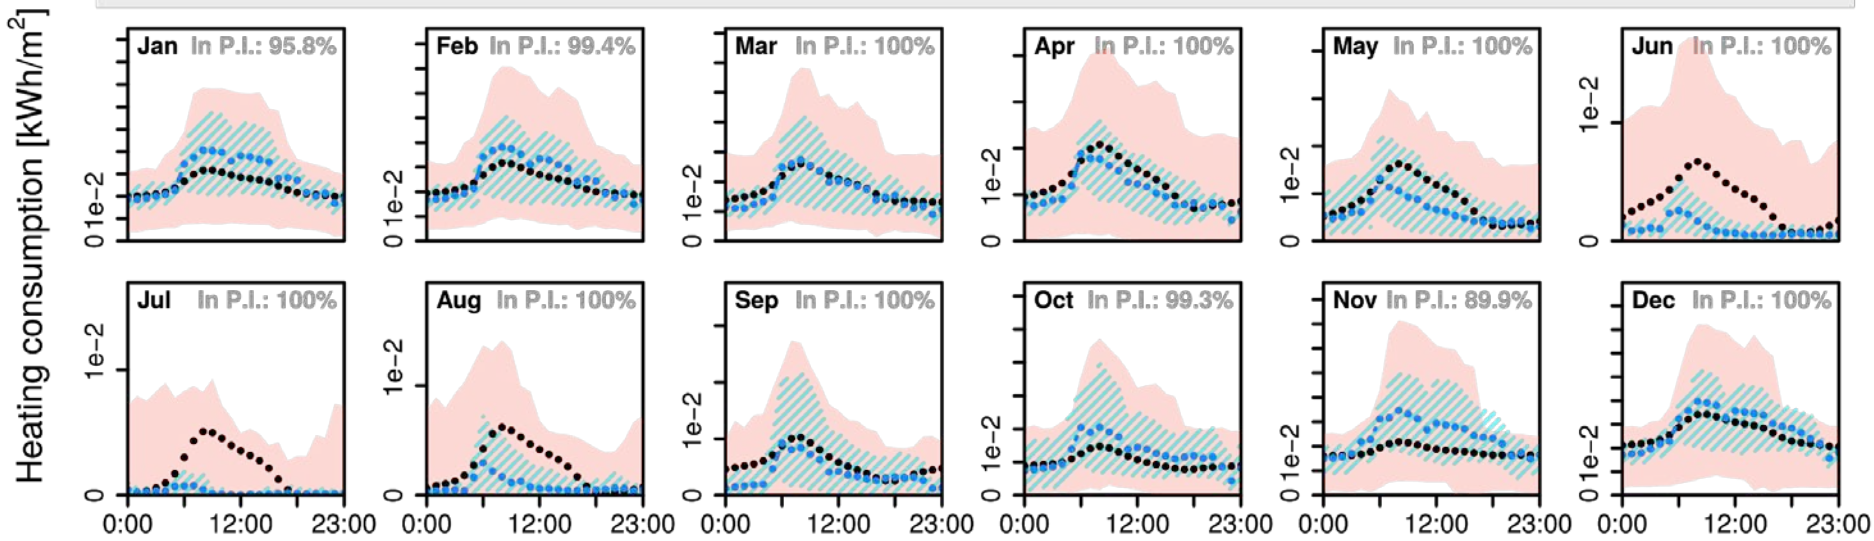 Heating consumption [kWh/m²]
Jan In P.I.: 95.8%
0 1e-2
Feb In P.I.: 99.4%
0 1e-2
Mar In P.I.: 100%
0 1e-2
Apr In P.I.: 100%
0 1e-2
May In P.I.: 100%
0 1e-2
Jun In P.I.: 100%
0 1e-2
Jul In P.I.: 100%
0 1e-2
0:00 12:00 23:00
Aug In P.I.: 100%
0 1e-2
0:00 12:00 23:00
Sep In P.I.: 100%
0 1e-2
0:00 12:00 23:00
Oct In P.I.: 99.3%
0 1e-2
0:00 12:00 23:00
Nov In P.I.: 89.9%
0 1e-2
0:00 12:00 23:00
Dec In P.I.: 100%
0 1e-2
0:00 12:00 23:00